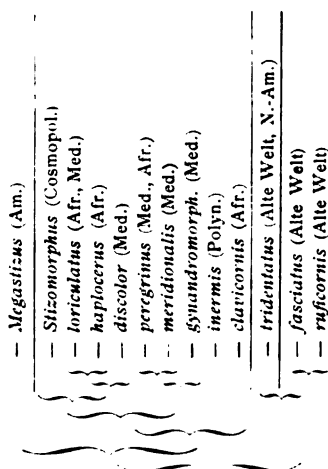 — Megastizus (Am.)
— Stizomorphus (Cosmopol.)
— loriculatus (Afr., Med.)
— haplocerus (Afr.)
— discolor (Med.)
— peregrinus (Med., Afr.)
— meridionalis (Med.)
— gynandromorph. (Med.)
— inermis (Polyn.)
— clavicornis (Afr.)
— tridentatus (Alte Welt, N.-Am.)
— fasciatus (Alte Welt)
— ruficornis (Alte Welt)